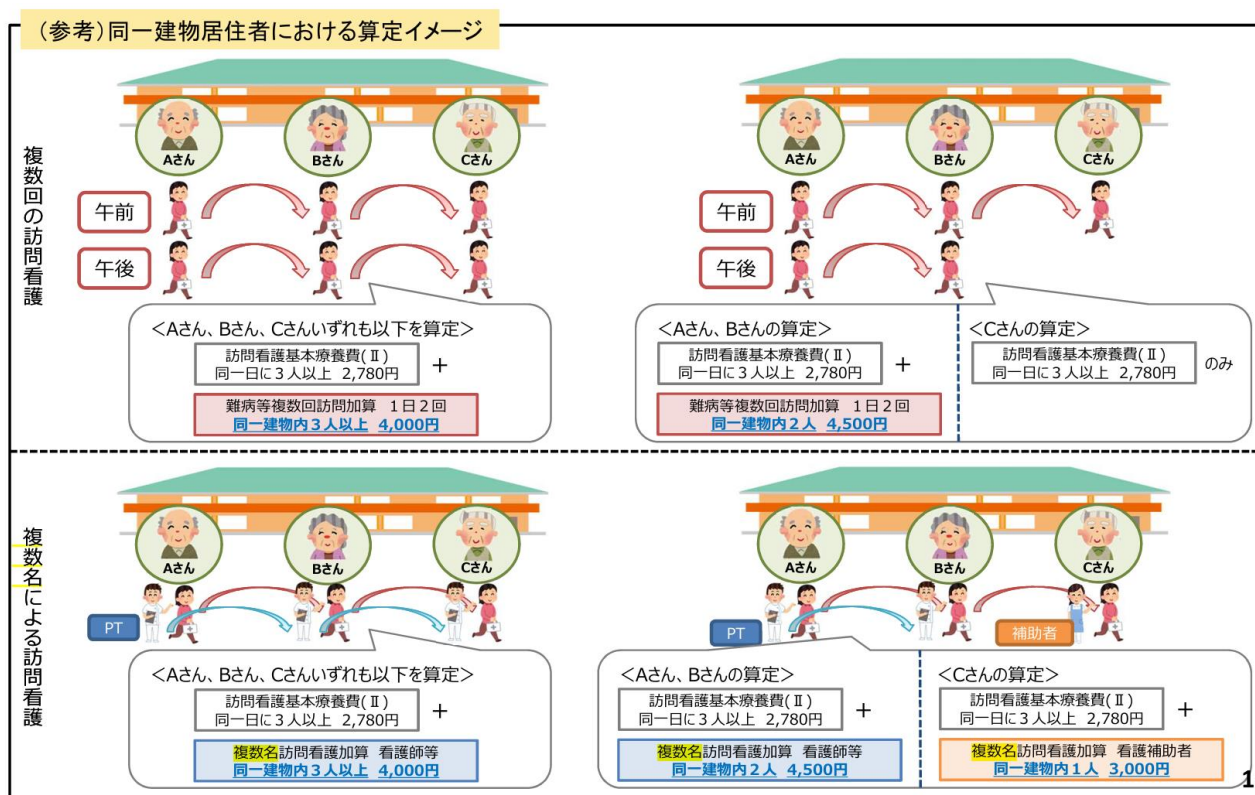 (参考)同一建物居住者における算定イメージ
複数回の訪問看護
Aさん
Bさん
Cさん
午前
午後
<Aさん、Bさん、Cさんいずれも以下を算定>
訪問看護基本療養費(Ⅱ)
同一日に3人以上 2,780円
+
難病等複数回訪問加算 1日2回
同一建物内3人以上 4,000円
Aさん
Bさん
Cさん
午前
午後
<Aさん、Bさんの算定>
訪問看護基本療養費(Ⅱ)
同一日に3人以上 2,780円
+
難病等複数回訪問加算 1日2回
同一建物内2人 4,500円
<Cさんの算定>
訪問看護基本療養費(Ⅱ)
同一日に3人以上 2,780円
のみ
複数名による訪問看護
Aさん
Bさん
Cさん
PT
<Aさん、Bさん、Cさんいずれも以下を算定>
訪問看護基本療養費(Ⅱ)
同一日に3人以上 2,780円
+
複数名訪問看護加算 看護師等
同一建物内3人以上 4,000円
Aさん
Bさん
Cさん
PT
補助者
<Aさん、Bさんの算定>
訪問看護基本療養費(Ⅱ)
同一日に3人以上 2,780円
+
複数名訪問看護加算 看護師等
同一建物内2人 4,500円
<Cさんの算定>
訪問看護基本療養費(Ⅱ)
同一日に3人以上 2,780円
+
複数名訪問看護加算 看護補助者
同一建物内1人 3,000円
1